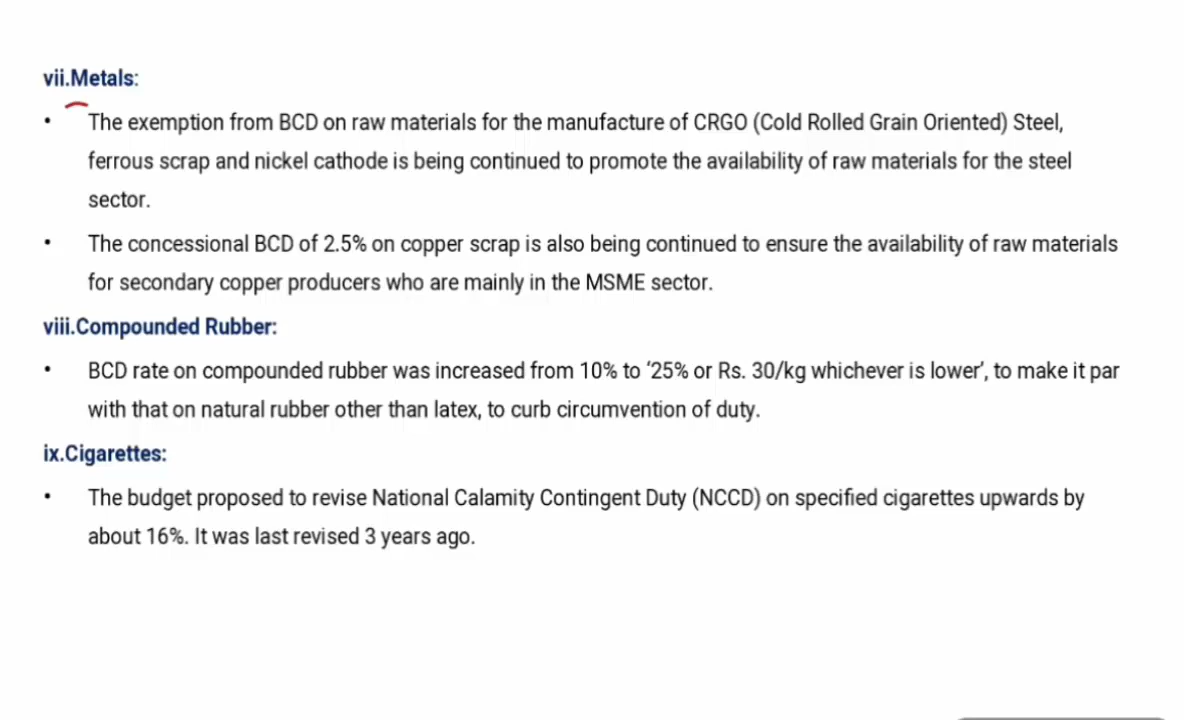 vii.Metals:
• The exemption from BCD on raw materials for the manufacture of CRGO (Cold Rolled Grain Oriented) Steel,
ferrous scrap and nickel cathode is being continued to promote the availability of raw materials for the steel
sector.
• The concessional BCD of 2.5% on copper scrap is also being continued to ensure the availability of raw materials
for secondary copper producers who are mainly in the MSME sector.
viii.Compounded Rubber:
• BCD rate on compounded rubber was increased from 10% to ‘25% or Rs. 30/kg whichever is lower’, to make it par
with that on natural rubber other than latex, to curb circumvention of duty.
ix.Cigarettes:
• The budget proposed to revise National Calamity Contingent Duty (NCCD) on specified cigarettes upwards by
about 16%. It was last revised 3 years ago.